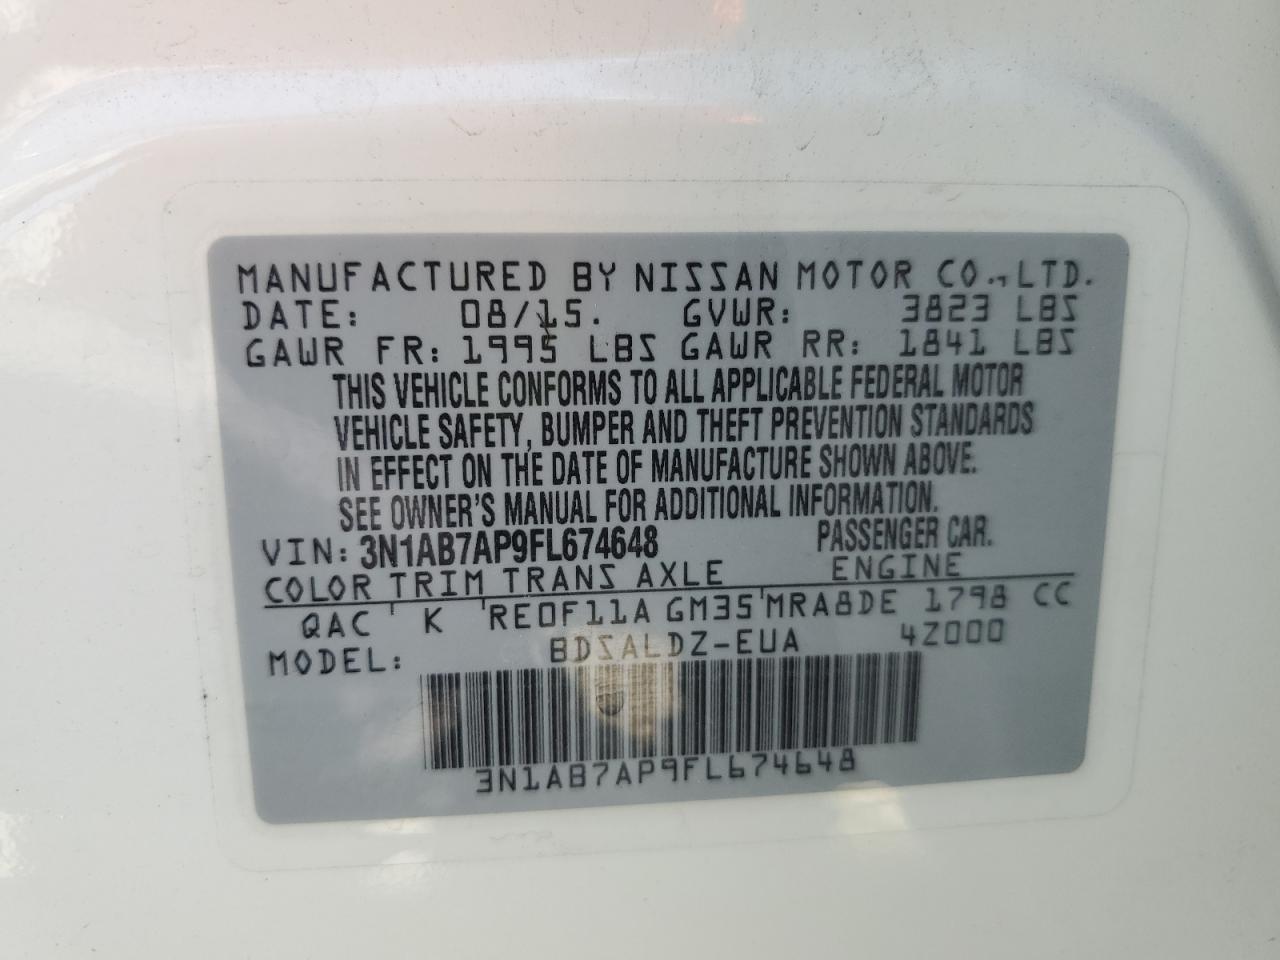 MANUFACTURED BY NISSAN MOTOR CO., LTD.
DATE: 08/15. GVWR: 3823 LBS
GAWR FR: 1995 LBS GAWR RR: 1841 LBS
THIS VEHICLE CONFORMS TO ALL APPLICABLE FEDERAL MOTOR
VEHICLE SAFETY, BUMPER AND THEFT PREVENTION STANDARDS
IN EFFECT ON THE DATE OF MANUFACTURE SHOWN ABOVE.
SEE OWNER'S MANUAL FOR ADDITIONAL INFORMATION.
VIN: 3N1AB7AP9FL674648 PASSENGER CAR.
COLOR TRIM TRANS AXLE ENGINE
QAC ' K 'RE0F11A GM35'MRA8DE 1798 CC
MODEL: BDSALDZ-EUA 4Z000
3N1AB7AP9FL674648